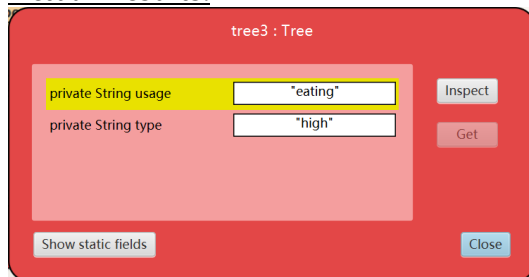 tree3 : Tree
private String usage "eating"
Inspect
private String type "high"
Get
Show static fields
Close